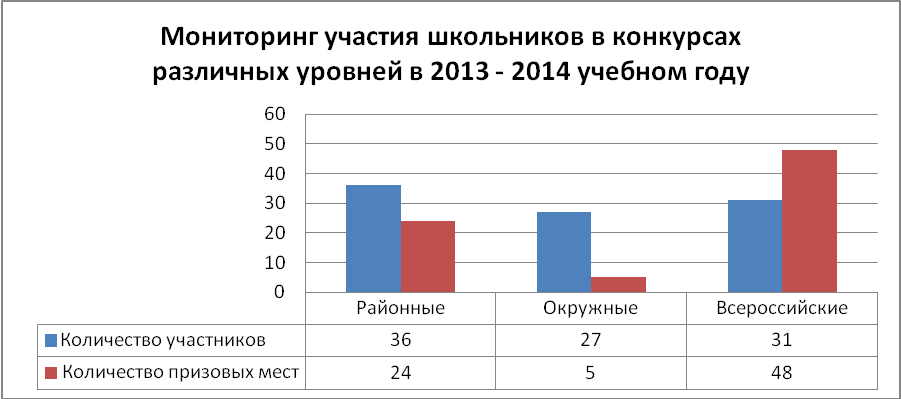 Мониторинг участия школьников в конкурсах
различных уровней в 2013 - 2014 учебном году
60
50
40
30
20
10
0
Районные Окружные Всероссийские
Количество участников 36 27 31
Количество призовых мест 24 5 48